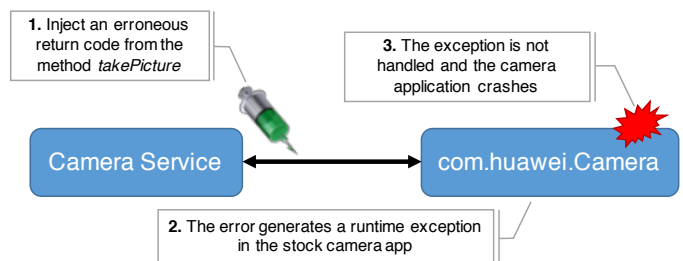 1. Inject an erroneous
return code from the
method takePicture
3. The exception is not
handled and the camera
application crashes
Camera Service
com.huawei.Camera
2. The error generates a runtime exception
in the stock camera app